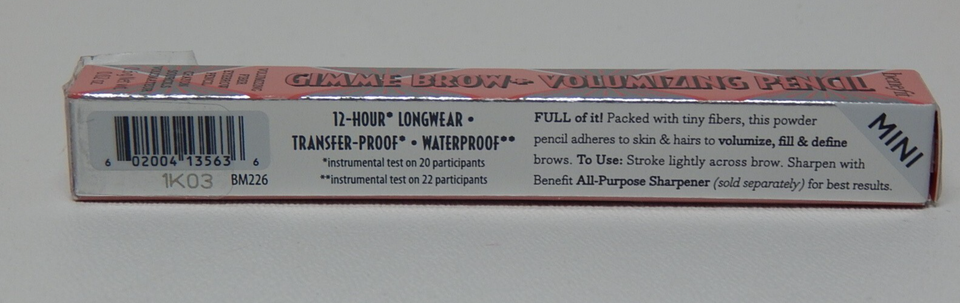 GIMME BROW+ VOLUMIZING PENCIL
benefit
12-HOUR* LONGWEAR •
TRANSFER-PROOF* • WATERPROOF**
*instrumental test on 20 participants
**instrumental test on 22 participants
FULL of it! Packed with tiny fibers, this powder
pencil adheres to skin & hairs to volumize, fill & define
brows. To Use: Stroke lightly across brow. Sharpen with
Benefit All-Purpose Sharpener (sold separately) for best results.
MINI
6 02004 13563 6
1K03 BM226